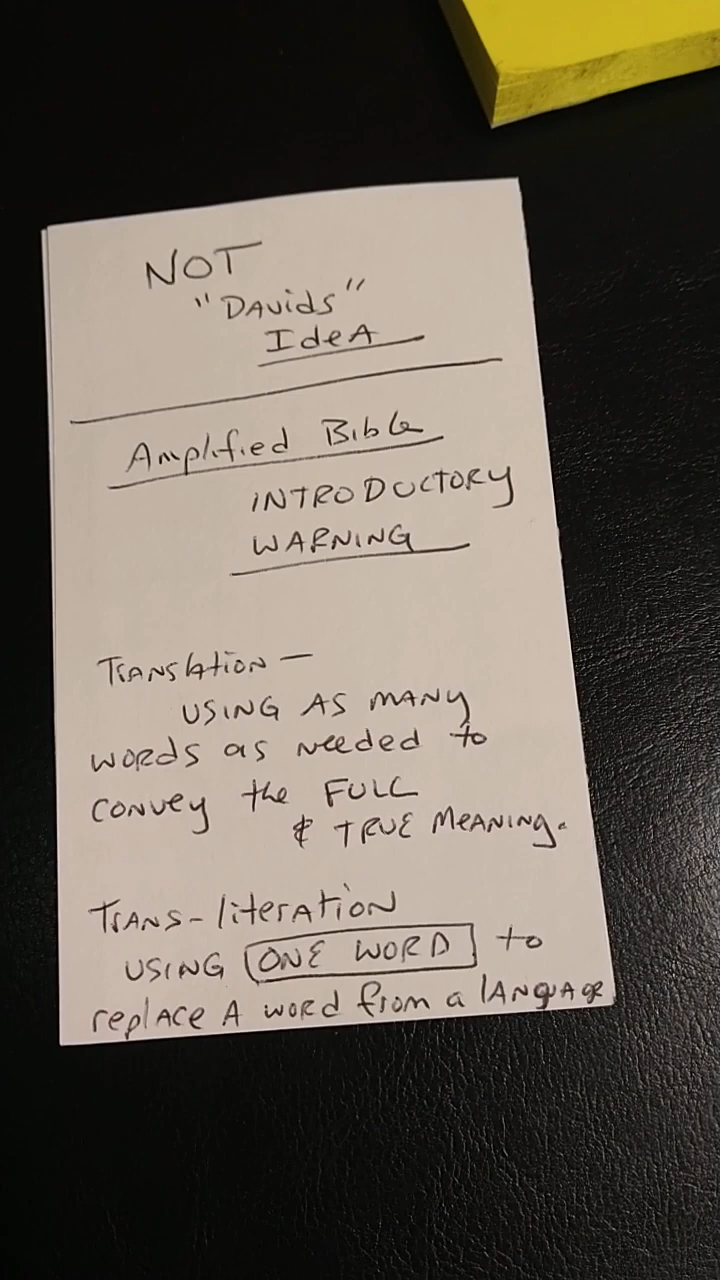 NOT
"Davids"
IdeA
Amplified Bible
INTRODUCTORY
WARNING
Translation —
USING AS MANY
words as needed to
convey the FULL
& TRUE MEANING.
Trans-literation
USING ONE WORD to
replace A word from a language